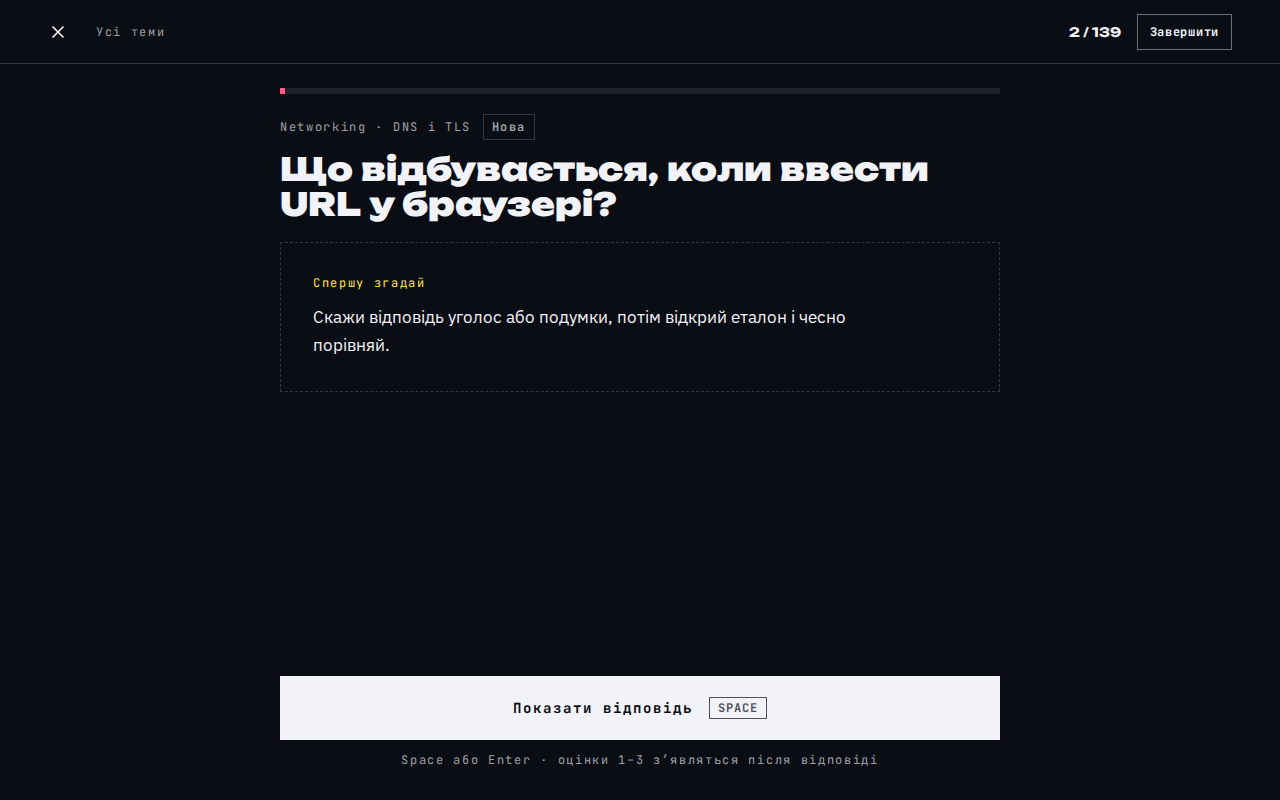 Усі теми
2 / 139
Завершити
Networking · DNS і TLS
Нова
Що відбувається, коли ввести
URL у браузері?
Спершу згадай
Скажи відповідь уголос або подумки, потім відкрий еталон і чесно
порівняй.
Показати відповідь SPACE
Space або Enter · оцінки 1–3 зʼявляться після відповіді